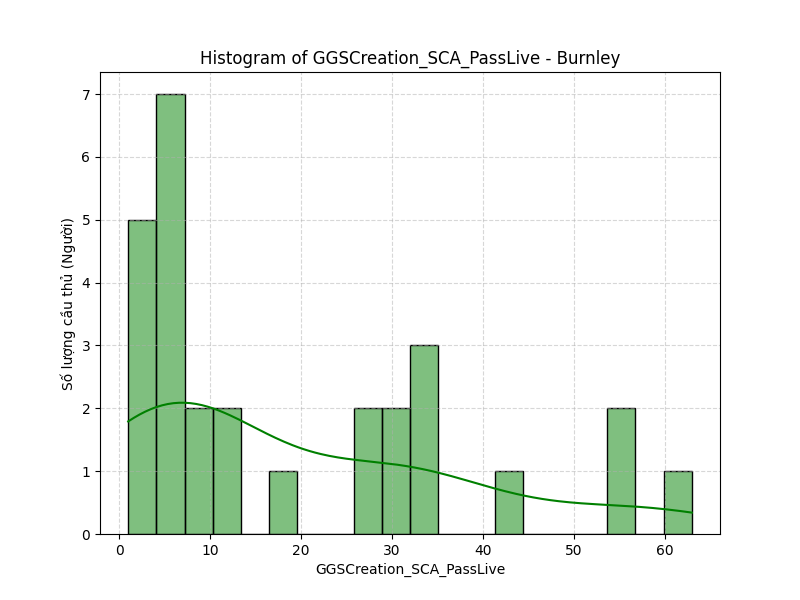 Histogram of GGSCreation_SCA_PassLive - Burnley
Số lượng cầu thủ (Người)
7
6
5
4
3
2
1
0
0 10 20 30 40 50 60
GGSCreation_SCA_PassLive